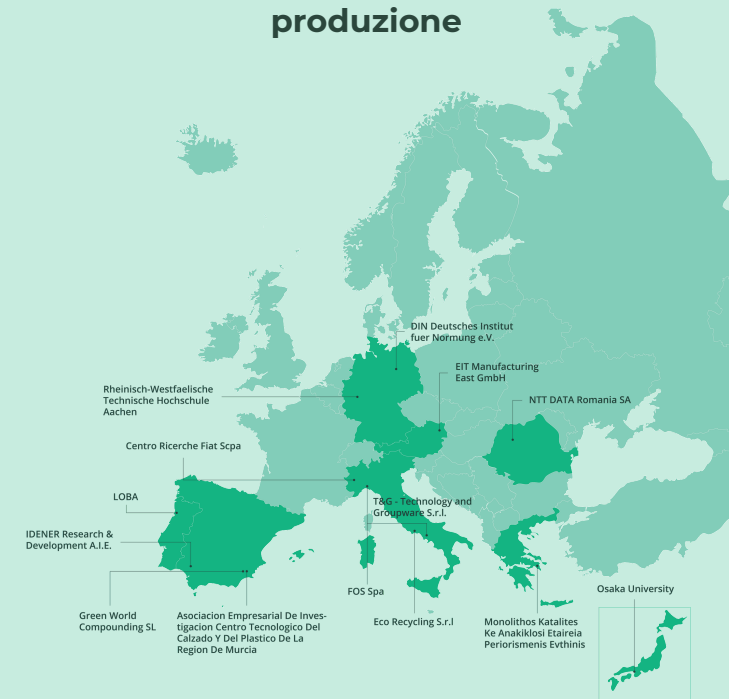 produzione
DIN Deutsches Institut
fuer Normung e.V.
EIT Manufacturing
East GmbH
Rheinisch-Westfaelische
Technische Hochschule
Aachen
NTT DATA Romania SA
Centro Ricerche Fiat Scpa
LOBA
T&G - Technology and
Groupware S.r.l.
IDENER Research &
Development A.I.E.
FOS Spa
Osaka University
Green World
Compounding SL
Asociacion Empresarial De Inves-
tigacion Centro Tecnologico Del
Calzado Y Del Plastico De La
Region De Murcia
Eco Recycling S.r.l
Monolithos Katalites
Ke Anakiklosi Etaireia
Periorismenis Evthinis